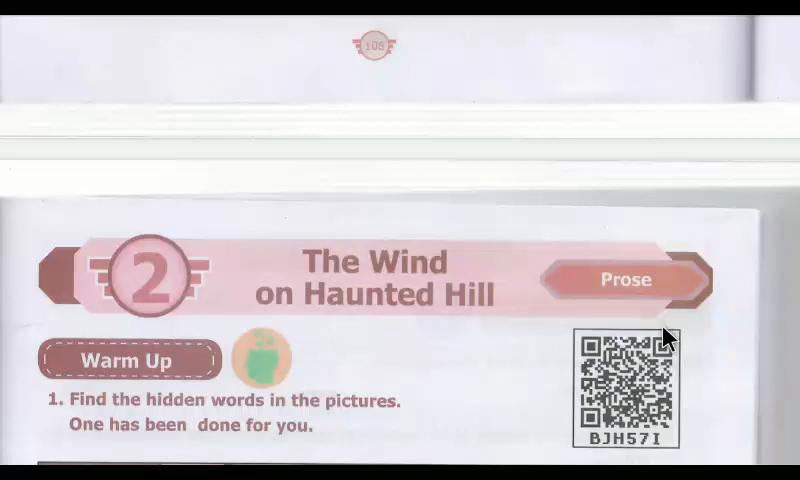 108
2
The Wind
on Haunted Hill
Prose
Warm Up
1. Find the hidden words in the pictures.
One has been done for you.
BJH57I